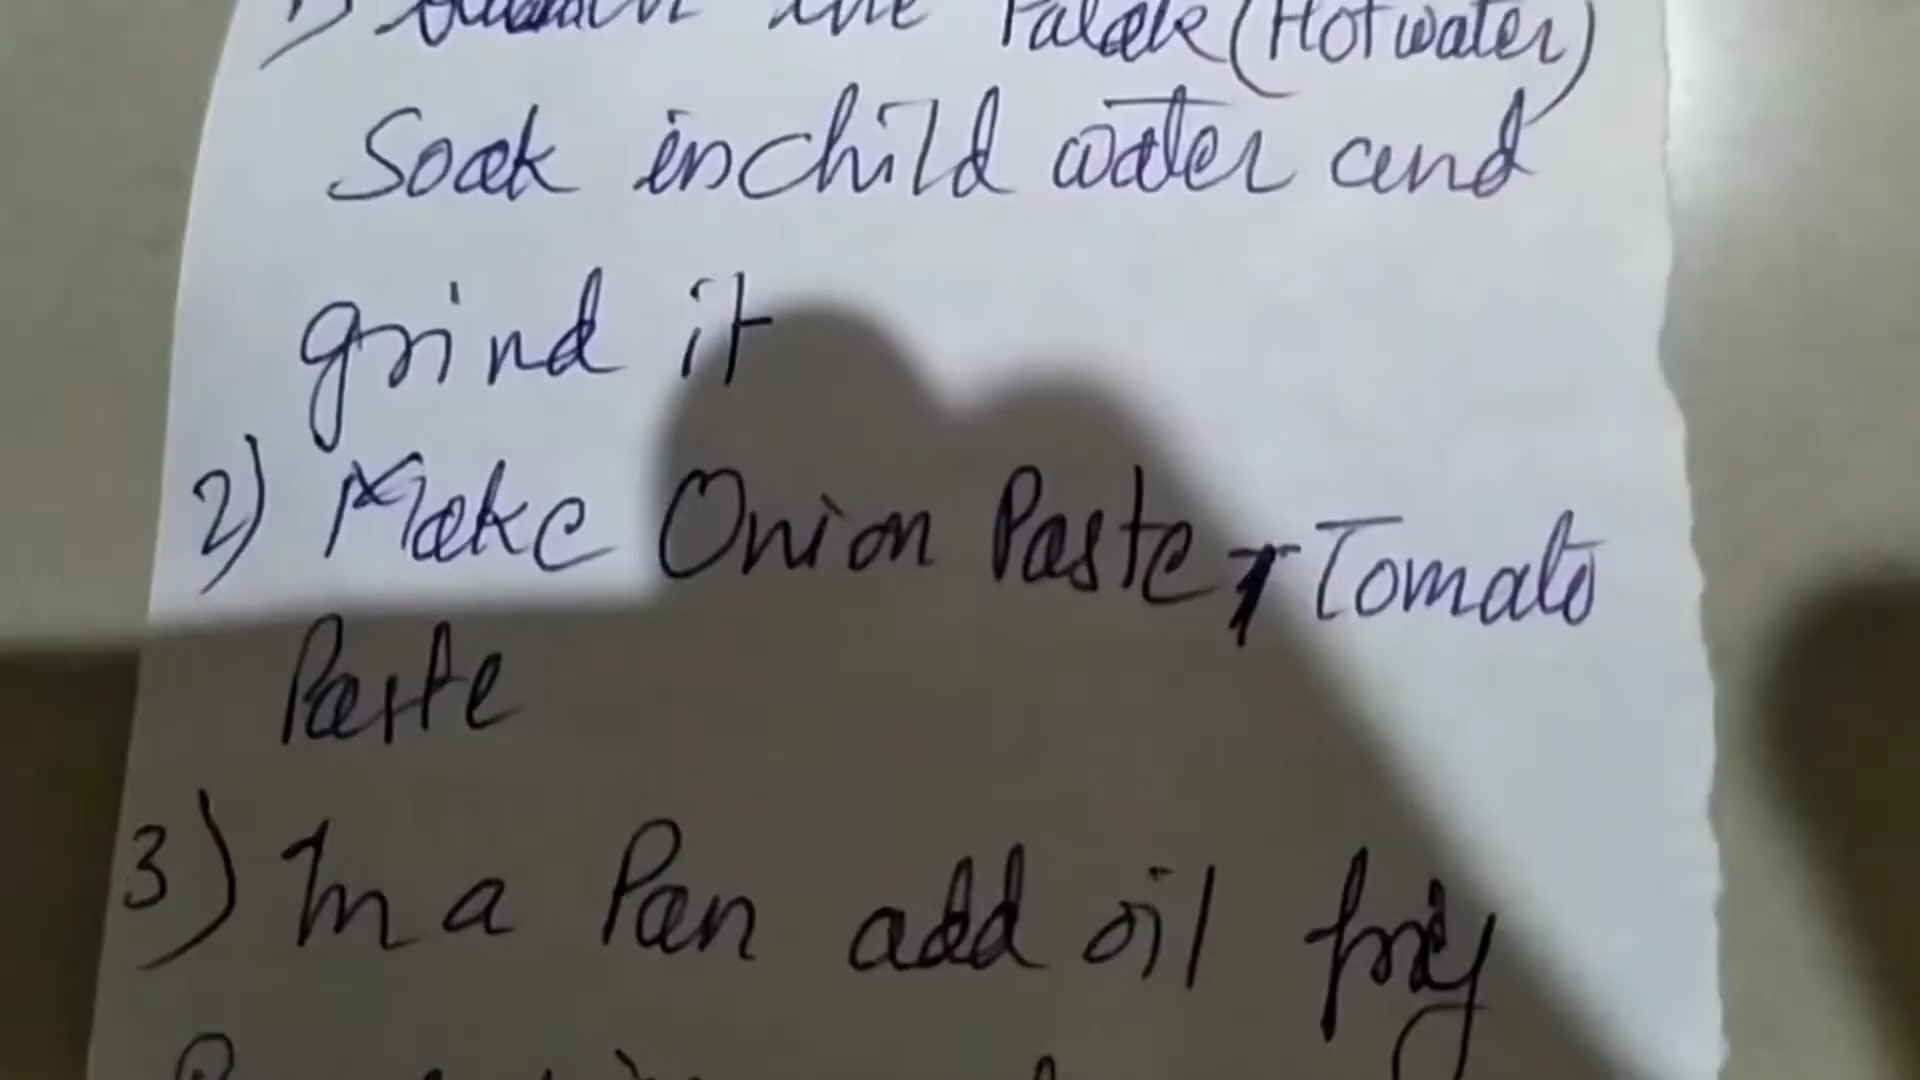 1) the Palak (Hot water)
Soak in child water and
grind it
2) Make Onion Paste, Tomato
Paste
3) In a Pan add oil fry